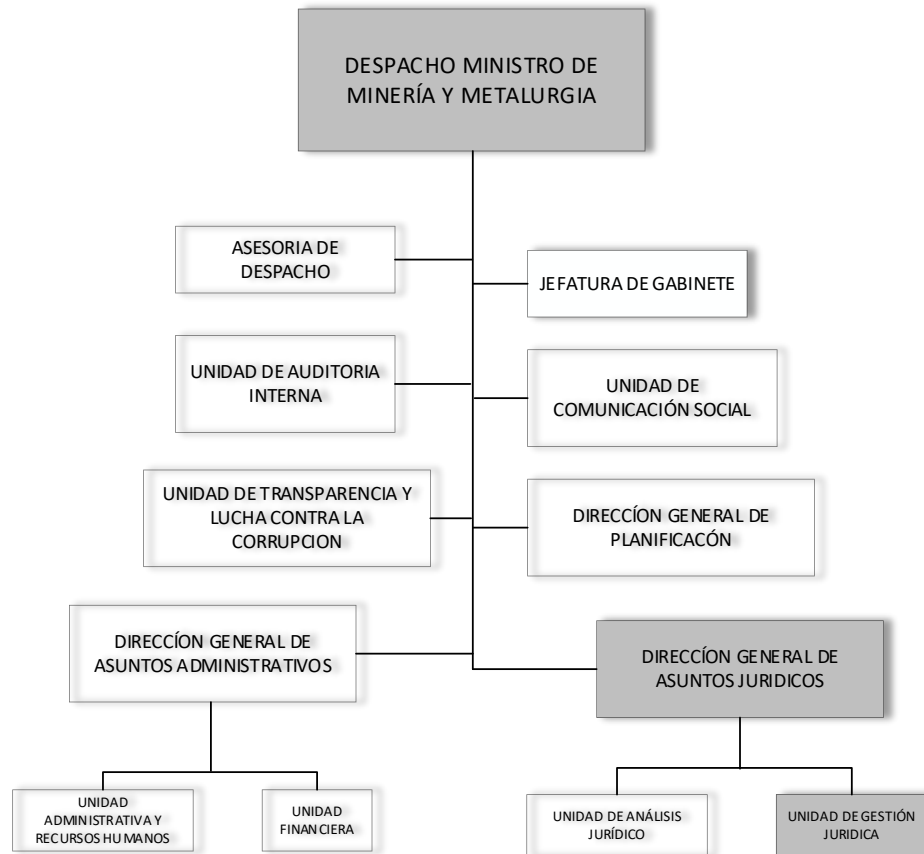 DESPACHO MINISTRO DE
MINERÍA Y METALURGIA
ASESORIA DE
DESPACHO
JEFATURA DE GABINETE
UNIDAD DE AUDITORIA
INTERNA
UNIDAD DE
COMUNICACIÓN SOCIAL
UNIDAD DE TRANSPARENCIA Y
LUCHA CONTRA LA
CORRUPCION
DIRECCÍON GENERAL DE
PLANIFICACÓN
DIRECCÍON GENERAL DE
ASUNTOS ADMINISTRATIVOS
DIRECCÍON GENERAL DE
ASUNTOS JURIDICOS
UNIDAD
ADMINISTRATIVA Y
RECURSOS HUMANOS
UNIDAD
FINANCIERA
UNIDAD DE ANÁLISIS
JURÍDICO
UNIDAD DE GESTIÓN
JURIDICA